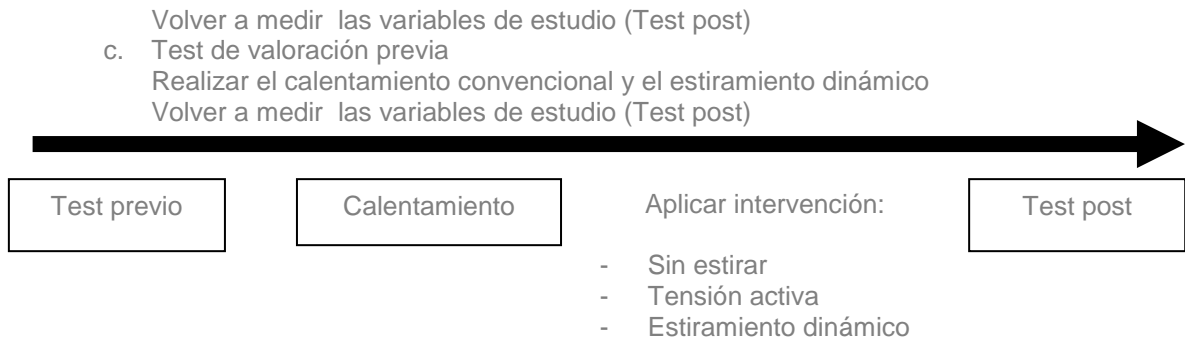 Volver a medir las variables de estudio (Test post)
c. Test de valoración previa
Realizar el calentamiento convencional y el estiramiento dinámico
Volver a medir las variables de estudio (Test post)
Test previo
Calentamiento
Aplicar intervención:
- Sin estirar
- Tensión activa
- Estiramiento dinámico
Test post